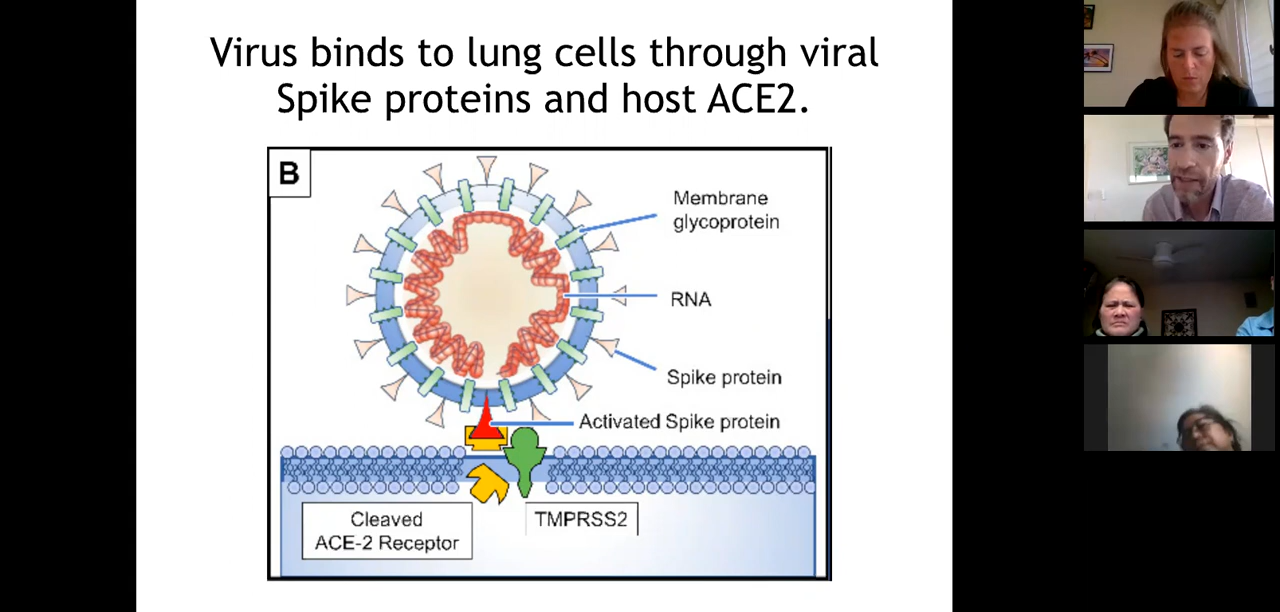 Virus binds to lung cells through viral
Spike proteins and host ACE2.
B
Membrane
glycoprotein
RNA
Spike protein
Activated Spike protein
Cleaved
ACE-2 Receptor
TMPRSS2